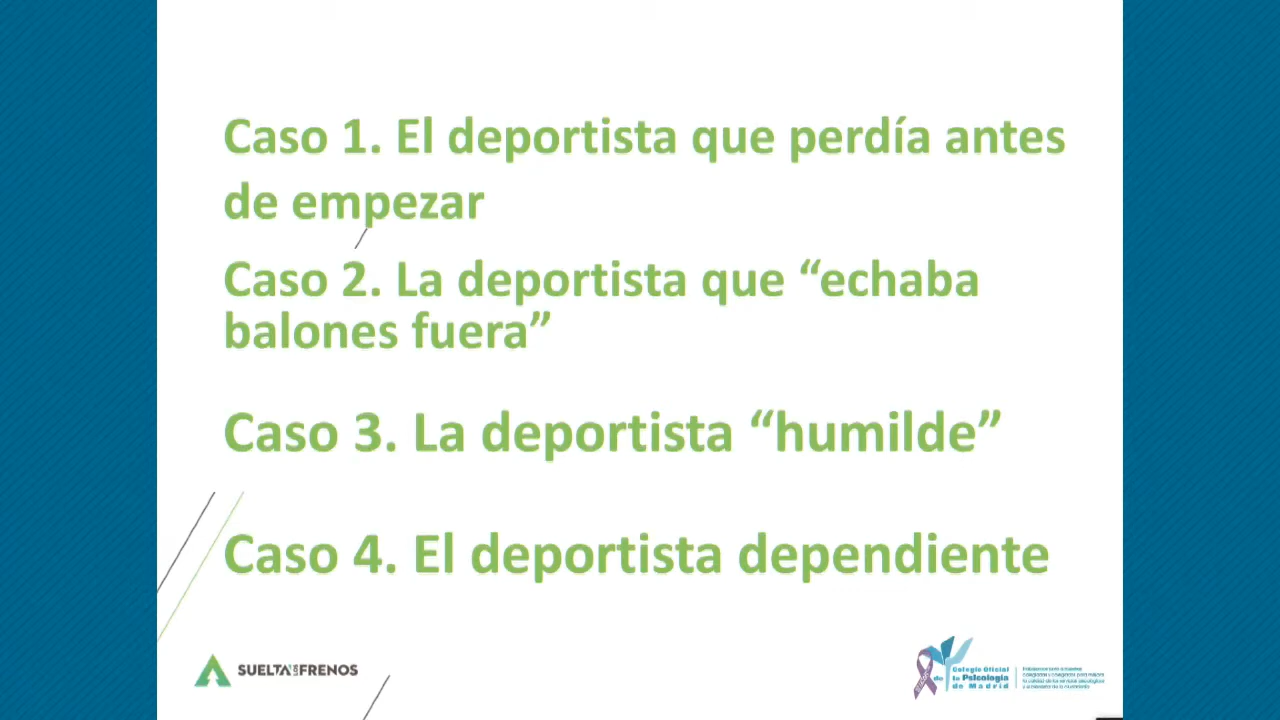 Caso 1. El deportista que perdía antes
de empezar
Caso 2. La deportista que “echaba
balones fuera”
Caso 3. La deportista “humilde”
Caso 4. El deportista dependiente
SUELTA LOS FRENOS
Colegio Oficial
de la Psicología
de Madrid